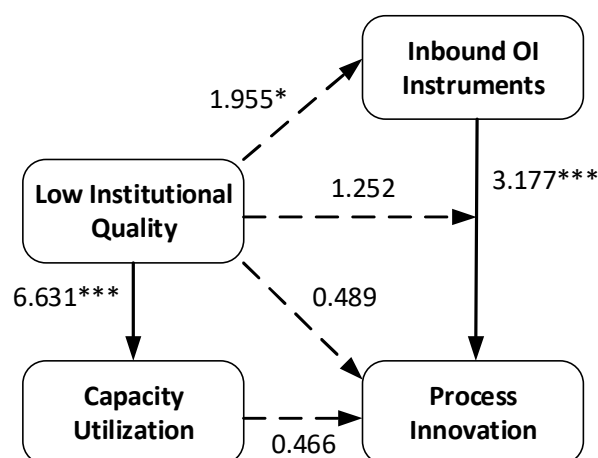 Inbound OI
Instruments
1.955*
1.252
3.177***
Low Institutional
Quality
6.631***
0.489
Capacity
Utilization
0.466
Process
Innovation